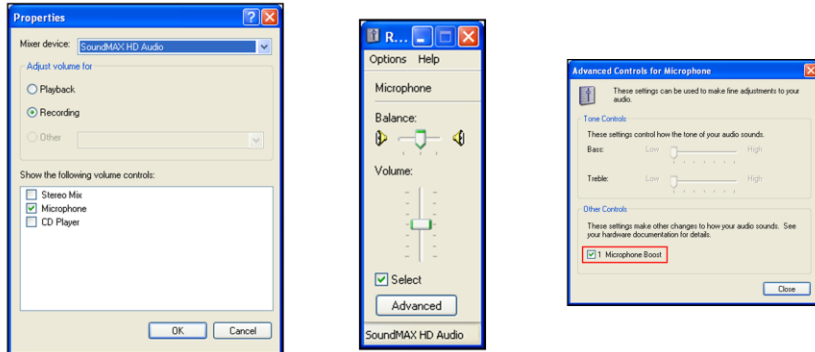 Properties
Mixer device: SoundMAX HD Audio
Adjust volume for
Playback
Recording
Other
Show the following volume controls:
Stereo Mix
Microphone
CD Player
OK Cancel
R...
Options Help
Microphone
Balance:
Volume:
Select
Advanced
SoundMAX HD Audio
Advanced Controls for Microphone
These settings can be used to make fine adjustments to your
audio.
Tone Controls
These settings control how the tone of your audio sounds.
Bass: Low High
Treble: Low High
Other Controls
These settings make other changes to how your audio sounds. See
your hardware documentation for details.
1 Microphone Boost
Close